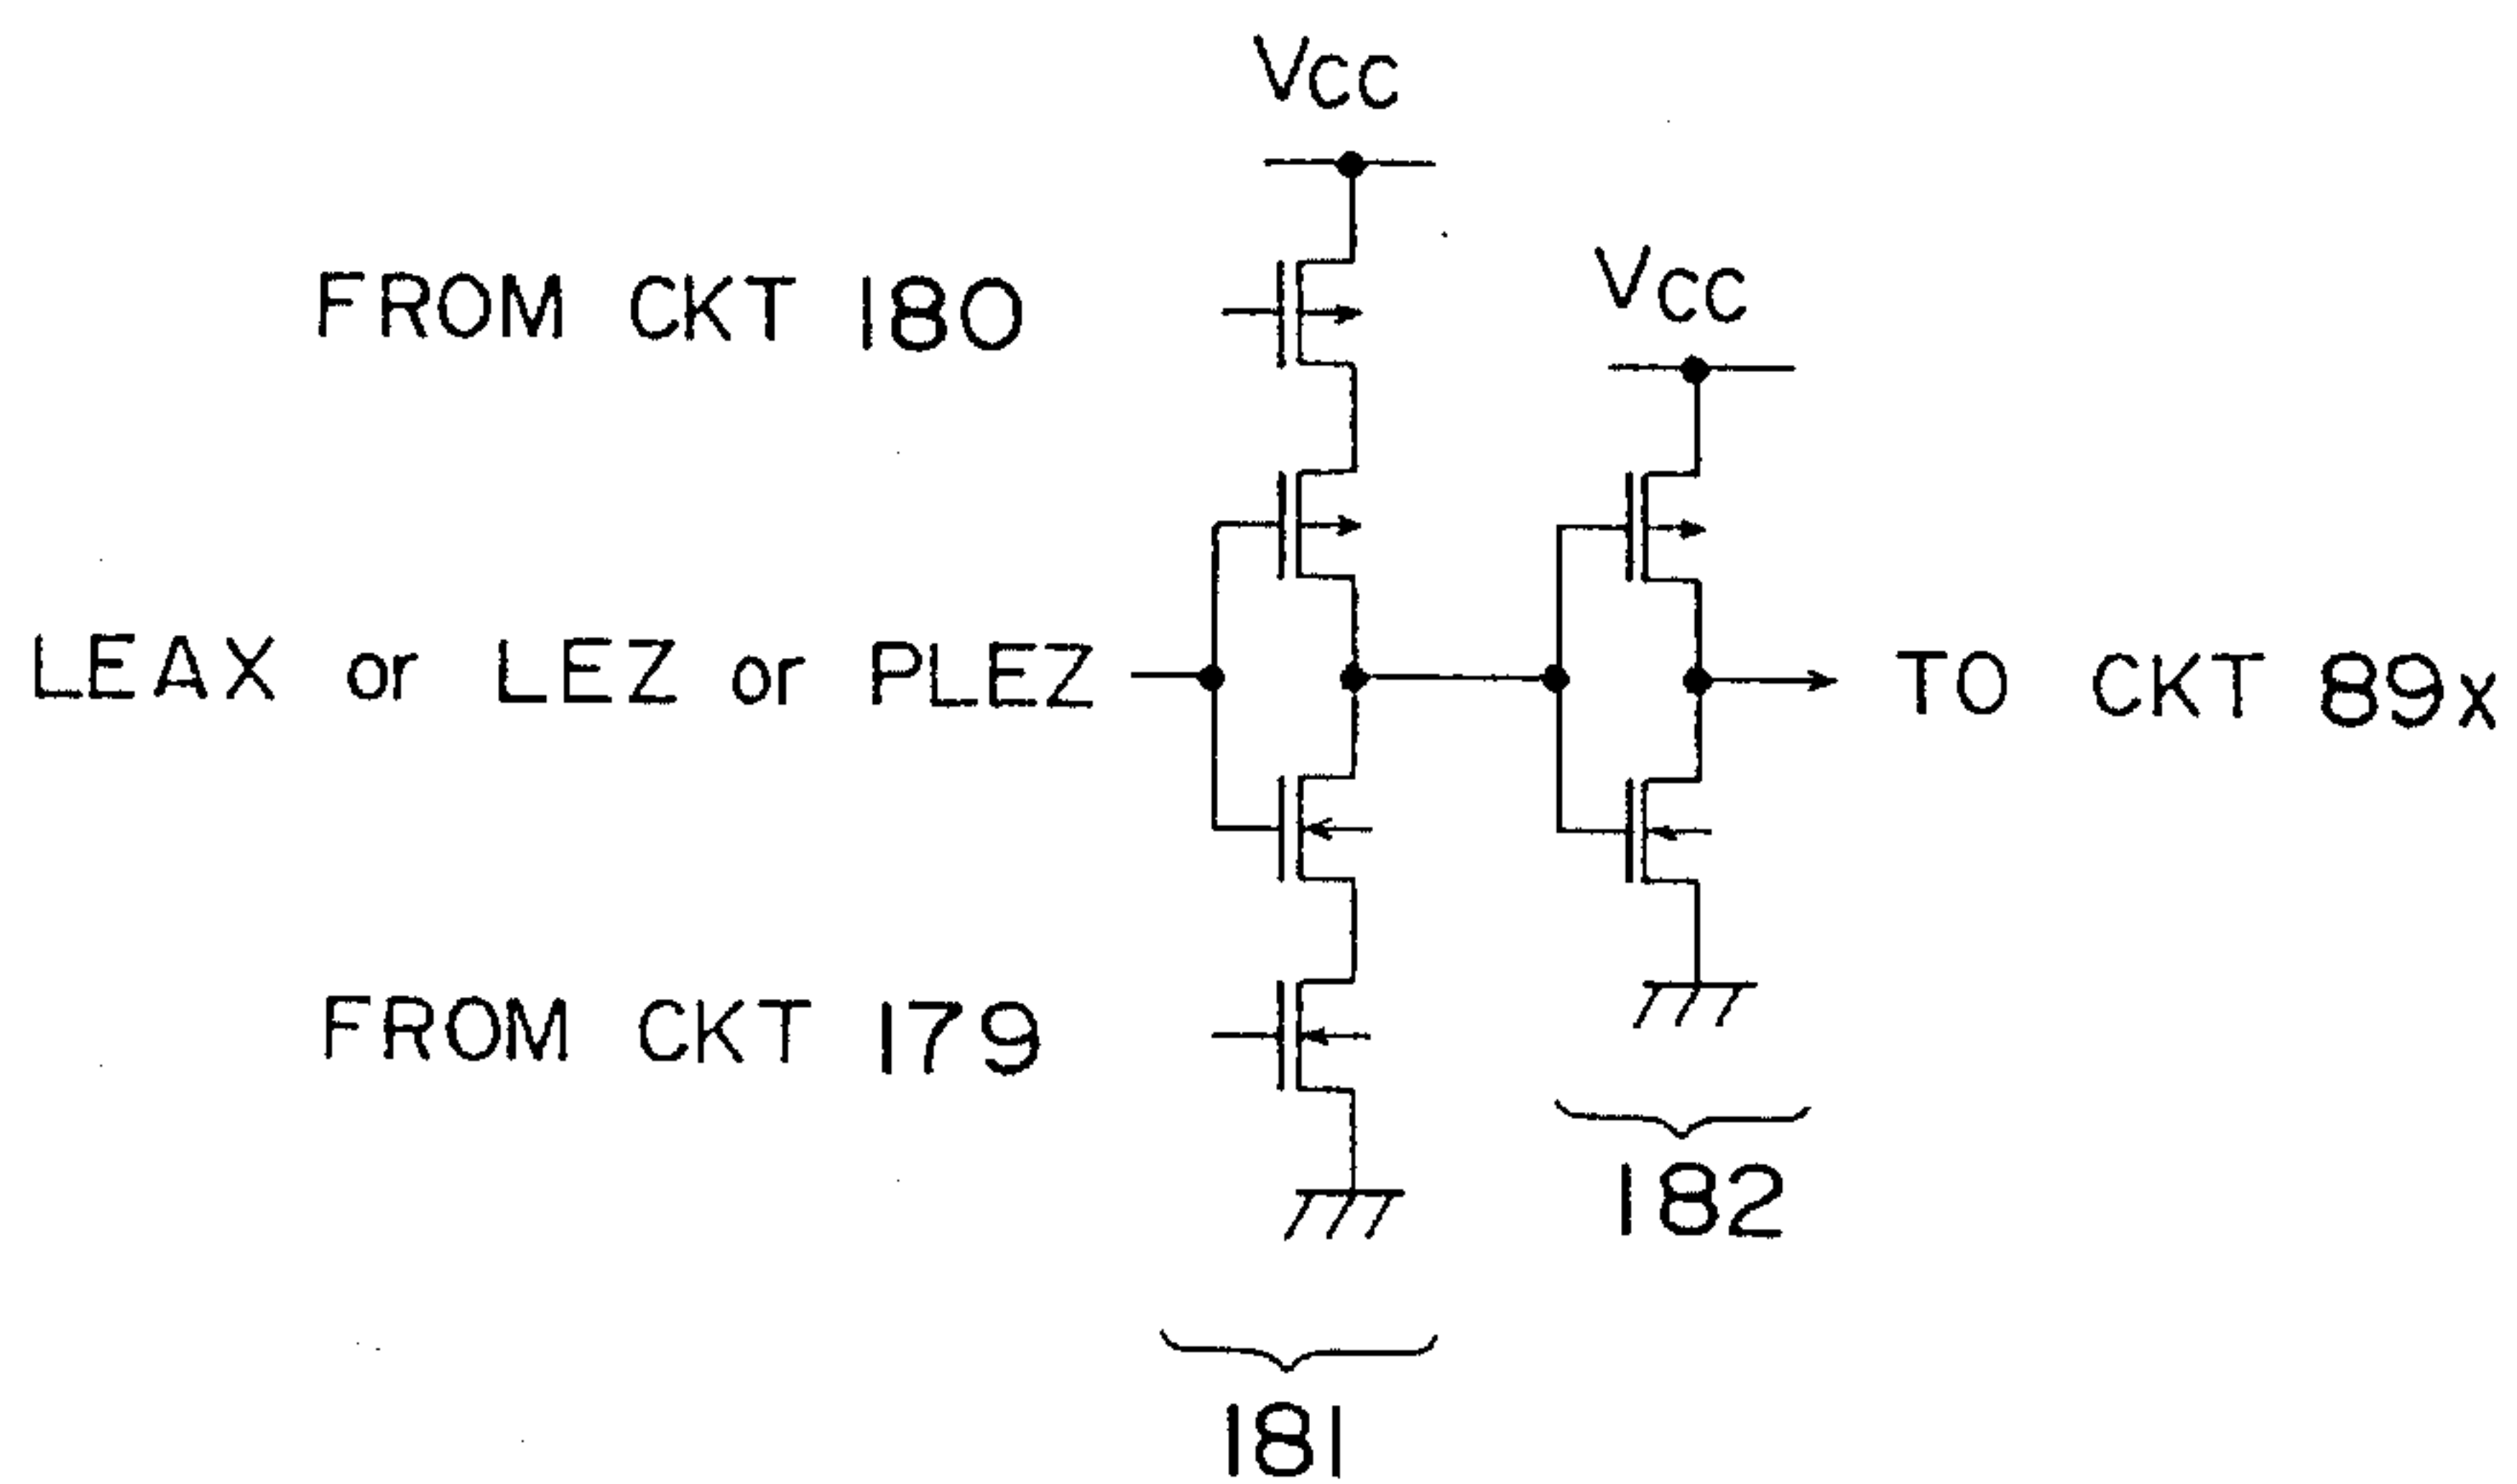 Vcc
Vcc
FROM CKT 180
LEAX or LEZ or PLEZ
TO CKT 89x
FROM CKT 179
182
181